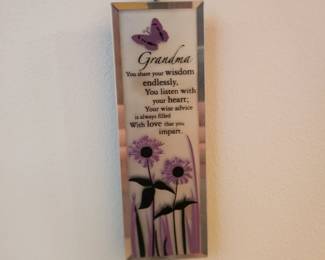 Grandma
You share your wisdom
endlessly,
You listen with
your heart;
Your wise advice
is always filled
With love that you
impart.